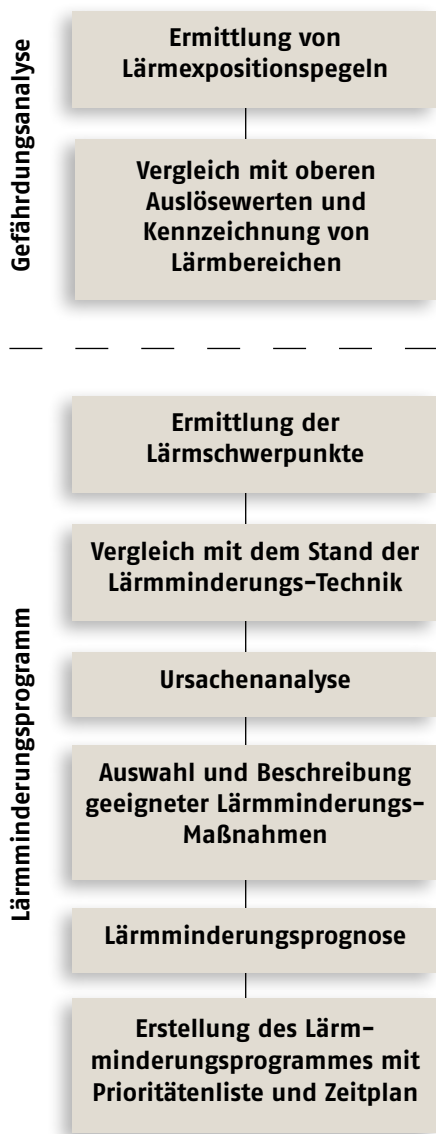 Gefährdungsanalyse
Ermittlung von
Lärmexpositionspegeln
Vergleich mit oberen
Auslösewerten und
Kennzeichnung von
Lärmbereichen
Lärmminderungsprogramm
Ermittlung der
Lärmschwerpunkte
Vergleich mit dem Stand der
Lärmminderungs-Technik
Ursachenanalyse
Auswahl und Beschreibung
geeigneter Lärmminderungs-
Maßnahmen
Lärmminderungsprognose
Erstellung des Lärm-
minderungsprogrammes mit
Prioritätenliste und Zeitplan